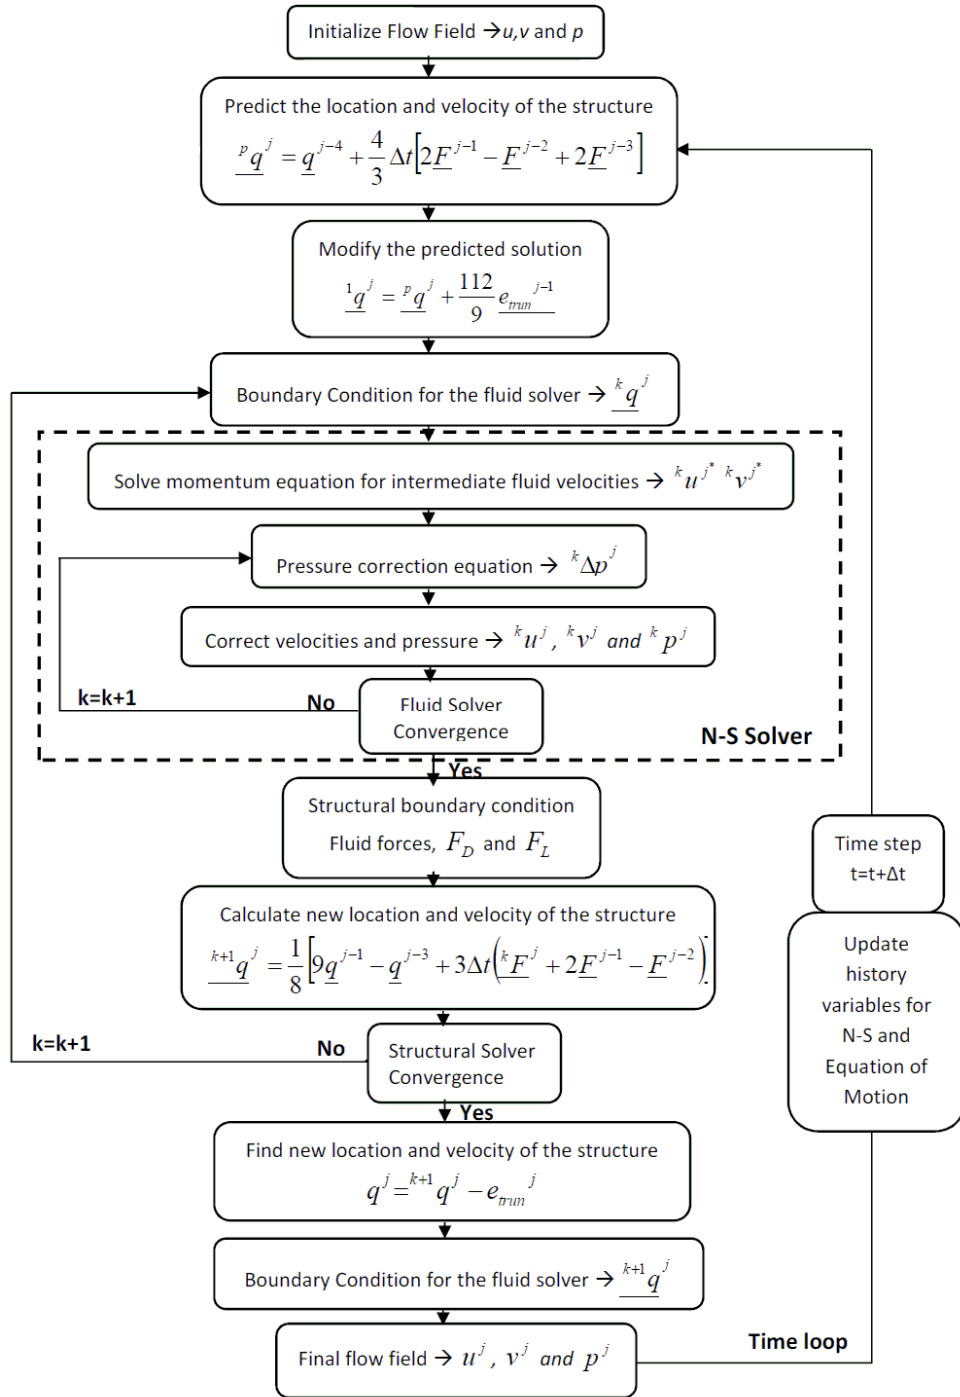 Initialize Flow Field →u,v and p
Predict the location and velocity of the structure
ᵖq^j = q^{j−4} + 4/3 Δt[2F^{j−1} − F^{j−2} + 2F^{j−3}]
Modify the predicted solution
¹q^j = ᵖq^j + 112/9 e_{trun}^{j−1}
Boundary Condition for the fluid solver → ᵏq^j
Solve momentum equation for intermediate fluid velocities → ᵏu^{j*} ᵏv^{j*}
Pressure correction equation → ᵏΔp^j
Correct velocities and pressure → ᵏu^j , ᵏv^j and ᵏp^j
k=k+1
No
Fluid Solver
Convergence
N-S Solver
Yes
Structural boundary condition
Fluid forces, F_D and F_L
Time step
t=t+Δt
Calculate new location and velocity of the structure
ᵏ⁺¹q^j = 1/8 [9q^{j−1} − q^{j−3} + 3Δt(ᵏF^j + 2F^{j−1} − F^{j−2})]
Update
history
variables for
N-S and
Equation of
Motion
k=k+1
No
Structural Solver
Convergence
Yes
Find new location and velocity of the structure
q^j = ᵏ⁺¹q^j − e_{trun}^j
Boundary Condition for the fluid solver → ᵏ⁺¹q^j
Final flow field → u^j , v^j and p^j
Time loop